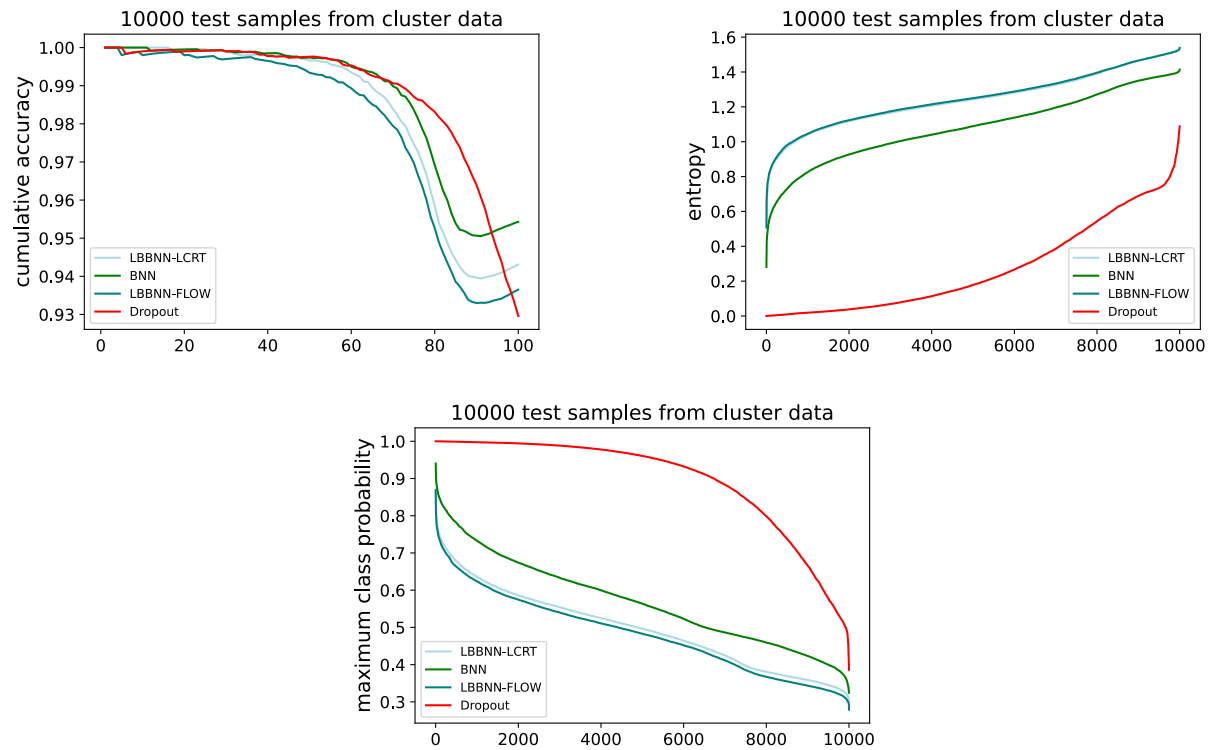 10000 test samples from cluster data
cumulative accuracy
1.00
0.99
0.98
0.97
0.96
0.95
0.94
0.93
LBBNN-LCRT
BNN
LBBNN-FLOW
Dropout
0 20 40 60 80 100
10000 test samples from cluster data
entropy
1.6
1.4
1.2
1.0
0.8
0.6
0.4
0.2
0.0
LBBNN-LCRT
BNN
LBBNN-FLOW
Dropout
0 2000 4000 6000 8000 10000
10000 test samples from cluster data
maximum class probability
1.0
0.9
0.8
0.7
0.6
0.5
0.4
0.3
LBBNN-LCRT
BNN
LBBNN-FLOW
Dropout
0 2000 4000 6000 8000 10000